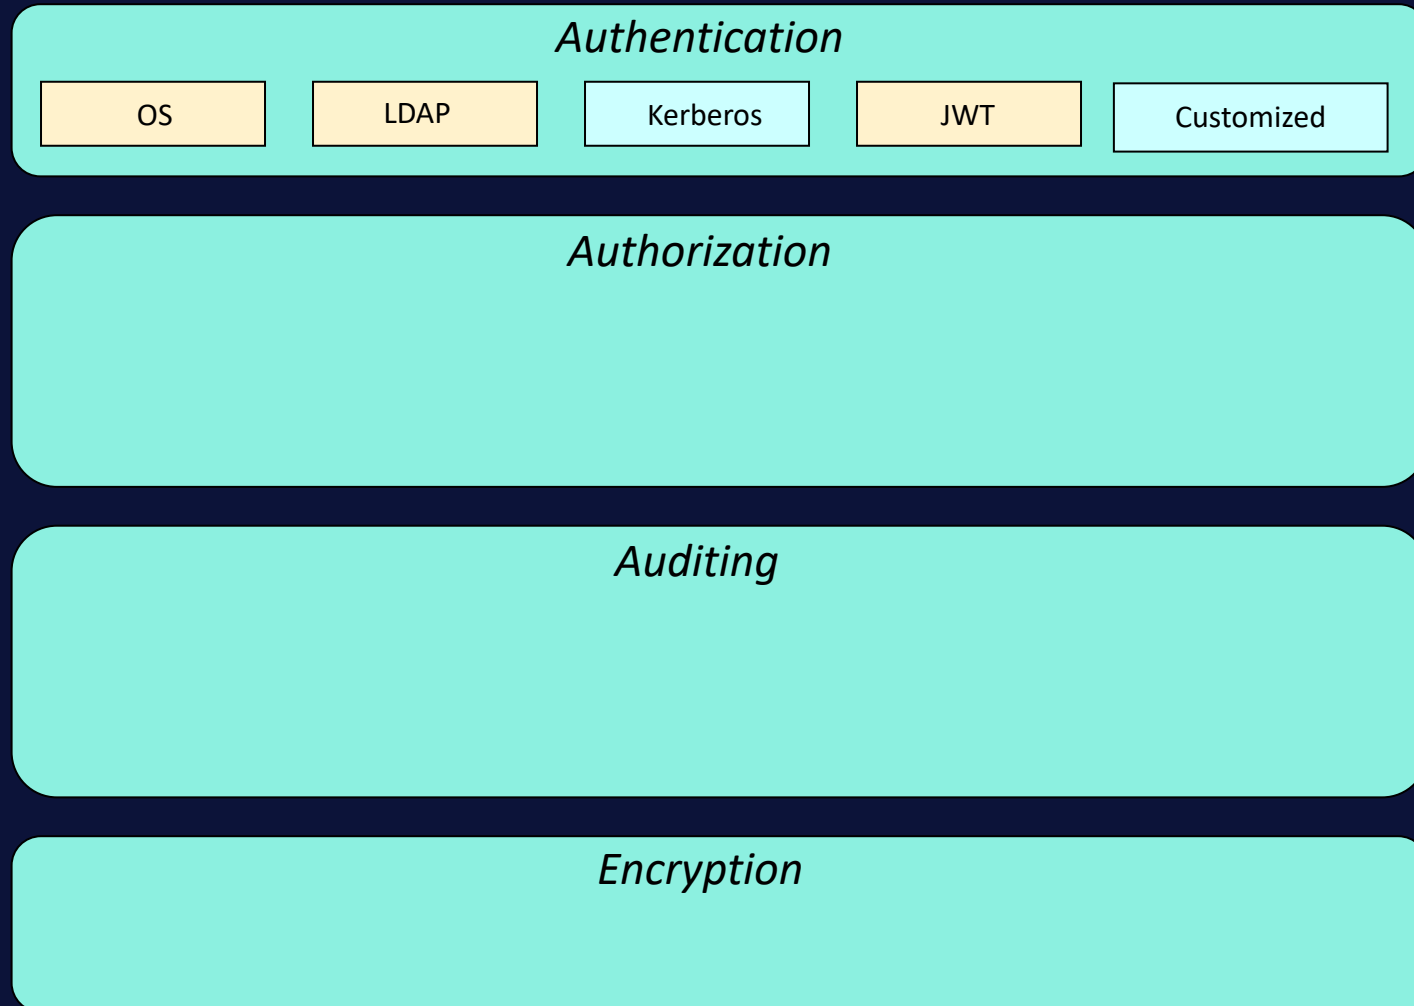 Authentication
OS LDAP Kerberos JWT Customized
Authorization
Auditing
Encryption